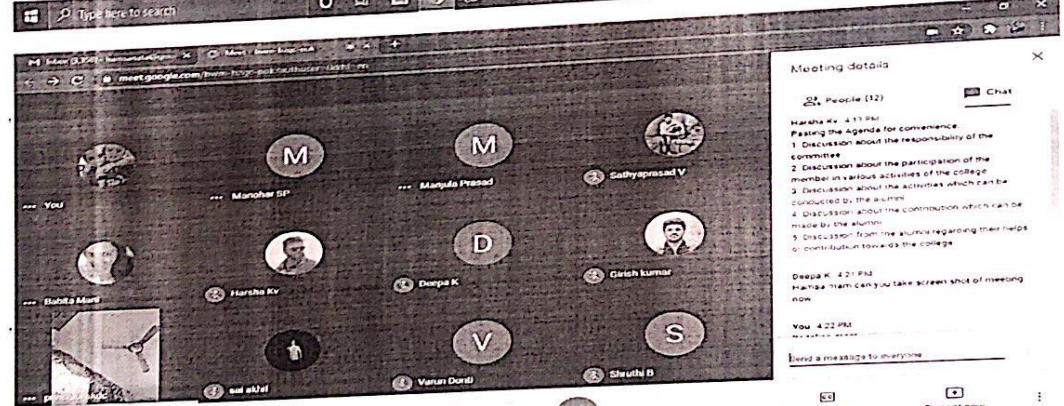 Type here to search
meet.google.com/
Meeting details
People (12)
Chat
Harsha Kv 4:17 PM
Pasting the Agenda for convenience.
1 Discussion about the responsibility of the
committee
2 Discussion about the participation of the
member in various activities of the college
3 Discussion about the activities which can be
conducted by the alumni
4 Discussion about the contribution which can be
made by the alumni
5 Discussion from the alumni regarding their helps
or contribution towards the college
Deepa K 4:21 PM
Hamsa mam can you take screen shot of meeting
now
You 4:22 PM
Send a message to everyone
You
M
Manohar SP
M
Manjula Prasad
Sathyaprasad V
Babita Mani
Harsha Kv
D
Deepa K
Girish kumar
sai akhil
V
Varun Donti
S
Shruthi B